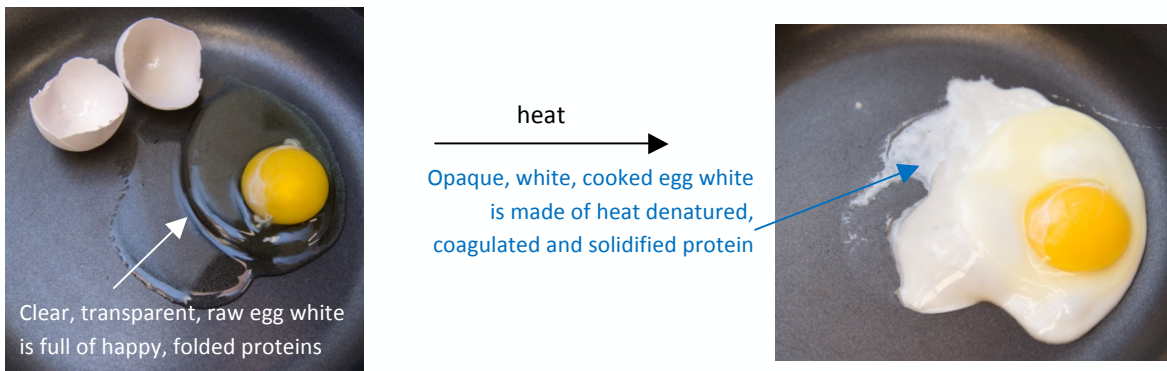 Clear, transparent, raw egg white
is full of happy, folded proteins
heat
Opaque, white, cooked egg white
is made of heat denatured,
coagulated and solidified protein